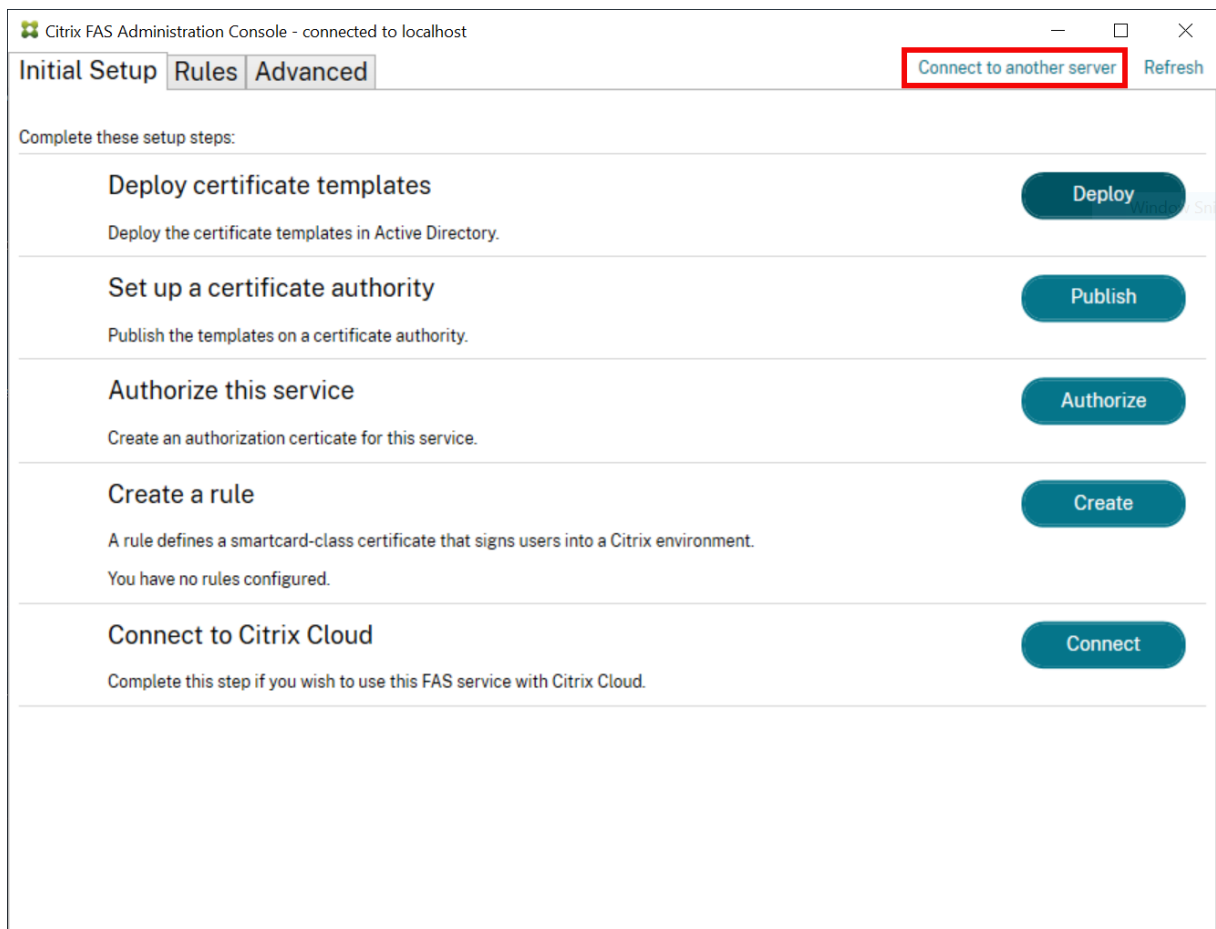 Citrix FAS Administration Console - connected to localhost
Initial Setup Rules Advanced Connect to another server Refresh
Complete these setup steps:
Deploy certificate templates
Deploy
Deploy the certificate templates in Active Directory.
Window Sni
Set up a certificate authority
Publish
Publish the templates on a certificate authority.
Authorize this service
Authorize
Create an authorization certicate for this service.
Create a rule
Create
A rule defines a smartcard-class certificate that signs users into a Citrix environment.
You have no rules configured.
Connect to Citrix Cloud
Connect
Complete this step if you wish to use this FAS service with Citrix Cloud.